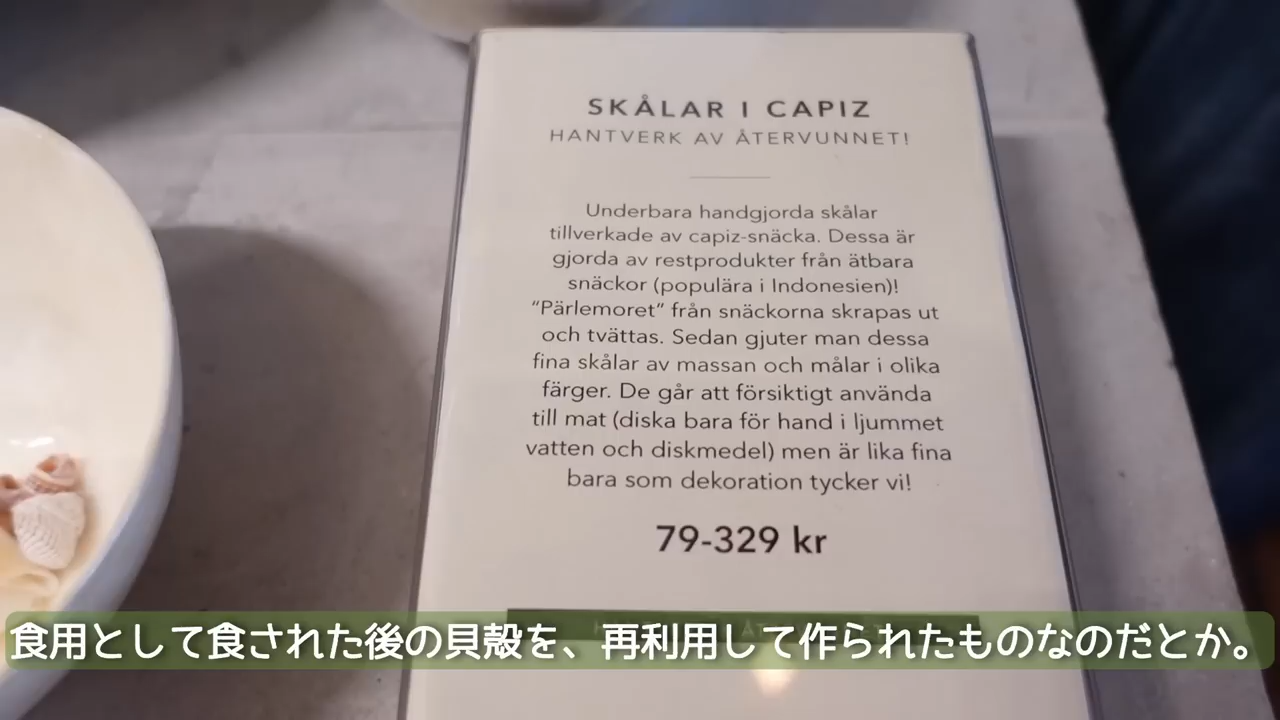 SKÅLAR I CAPIZ
HANTVERK AV ÅTERVUNNET!
Underbara handgjorda skålar
tillverkade av capiz-snäcka. Dessa är
gjorda av restprodukter från ätbara
snäckor (populära i Indonesien)!
"Pärlemoret" från snäckorna skrapas ut
och tvättas. Sedan gjuter man dessa
fina skålar av massan och målar i olika
färger. De går att försiktigt använda
till mat (diska bara för hand i ljummet
vatten och diskmedel) men är lika fina
bara som dekoration tycker vi!
79-329 kr
食用として食された後の貝殻を、再利用して作られたものなのだとか。